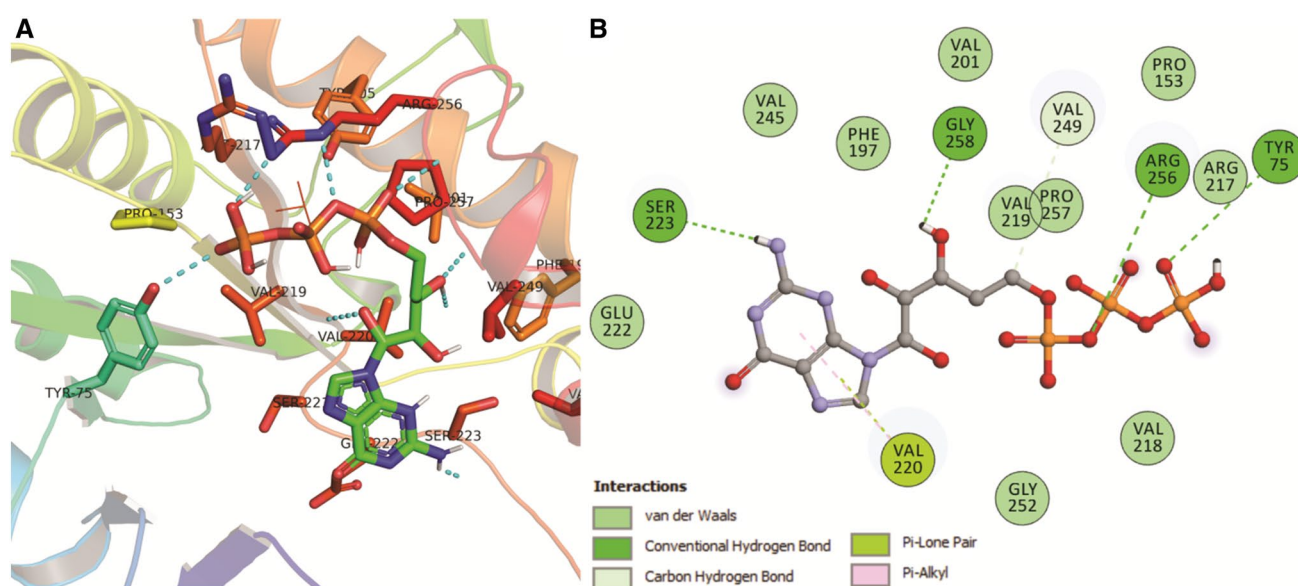 A
ARG-256
PRO-257
PRO-153
VAL-219
VAL-249
VAL-220
TYR-75
SER-223
B
VAL
201
PRO
153
VAL
245
PHE
197
GLY
258
VAL
249
ARG
256
ARG
217
TYR
75
SER
223
VAL
219
PRO
257
GLU
222
VAL
220
VAL
218
GLY
252
Interactions
van der Waals
Conventional Hydrogen Bond
Carbon Hydrogen Bond
Pi-Lone Pair
Pi-Alkyl